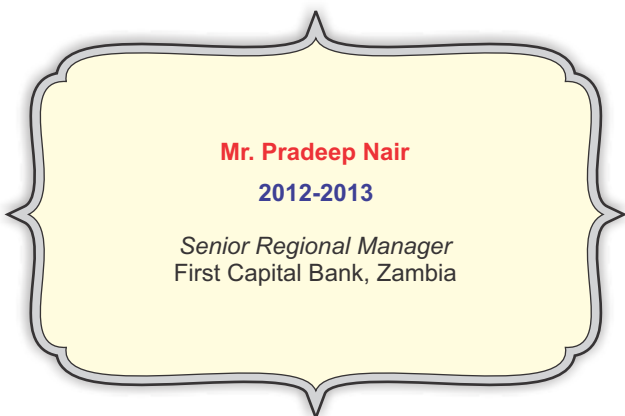 Mr. Pradeep Nair
2012-2013
Senior Regional Manager
First Capital Bank, Zambia